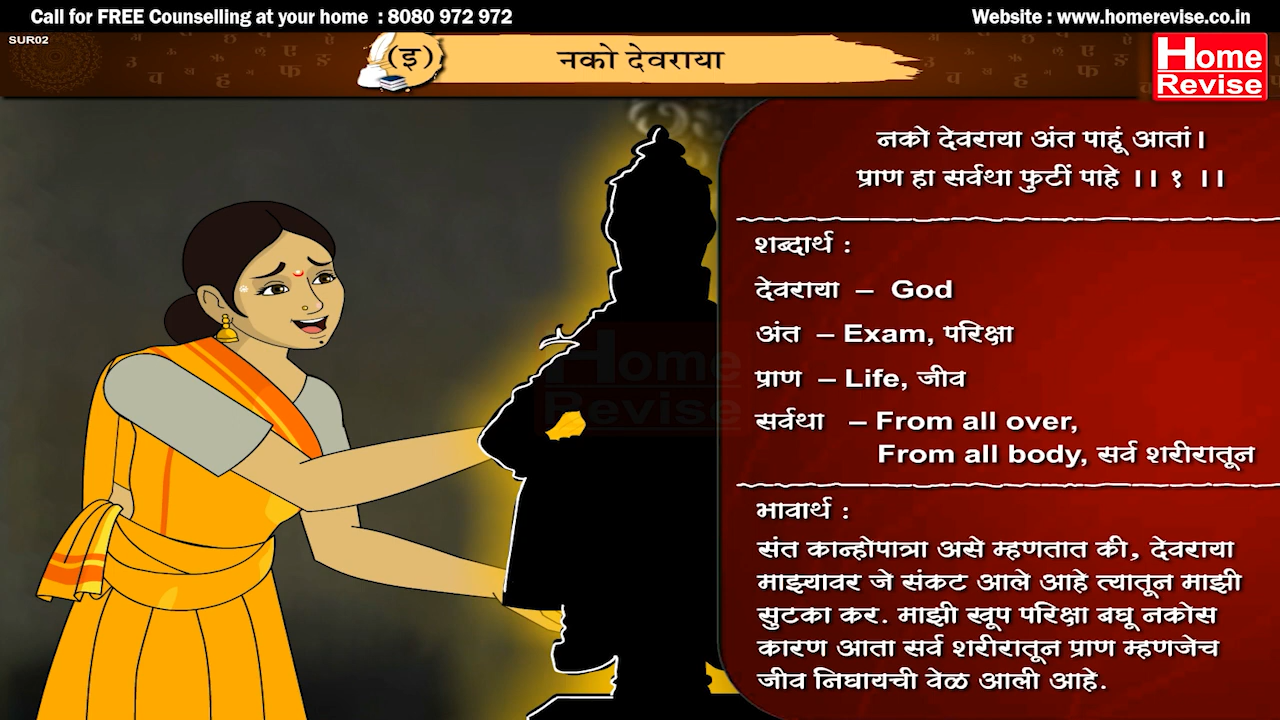 Call for FREE Counselling at your home : 8080 972 972
Website : www.homerevise.co.in
SUR02
(इ)
नको देवराया
Home
Revise
नको देवराया अंत पाहूं आतां।
प्राण हा सर्वथा फुटीं पाहे ।। १ ।।
शब्दार्थ :
देवराया – God
अंत – Exam, परिक्षा
प्राण – Life, जीव
सर्वथा – From all over,
From all body, सर्व शरीरातून
भावार्थ :
संत कान्होपात्रा असे म्हणतात की, देवराया
माझ्यावर जे संकट आले आहे त्यातून माझी
सुटका कर. माझी खूप परिक्षा बघू नकोस
कारण आता सर्व शरीरातून प्राण म्हणजेच
जीव निघायची वेळ आली आहे.
Home
Revise